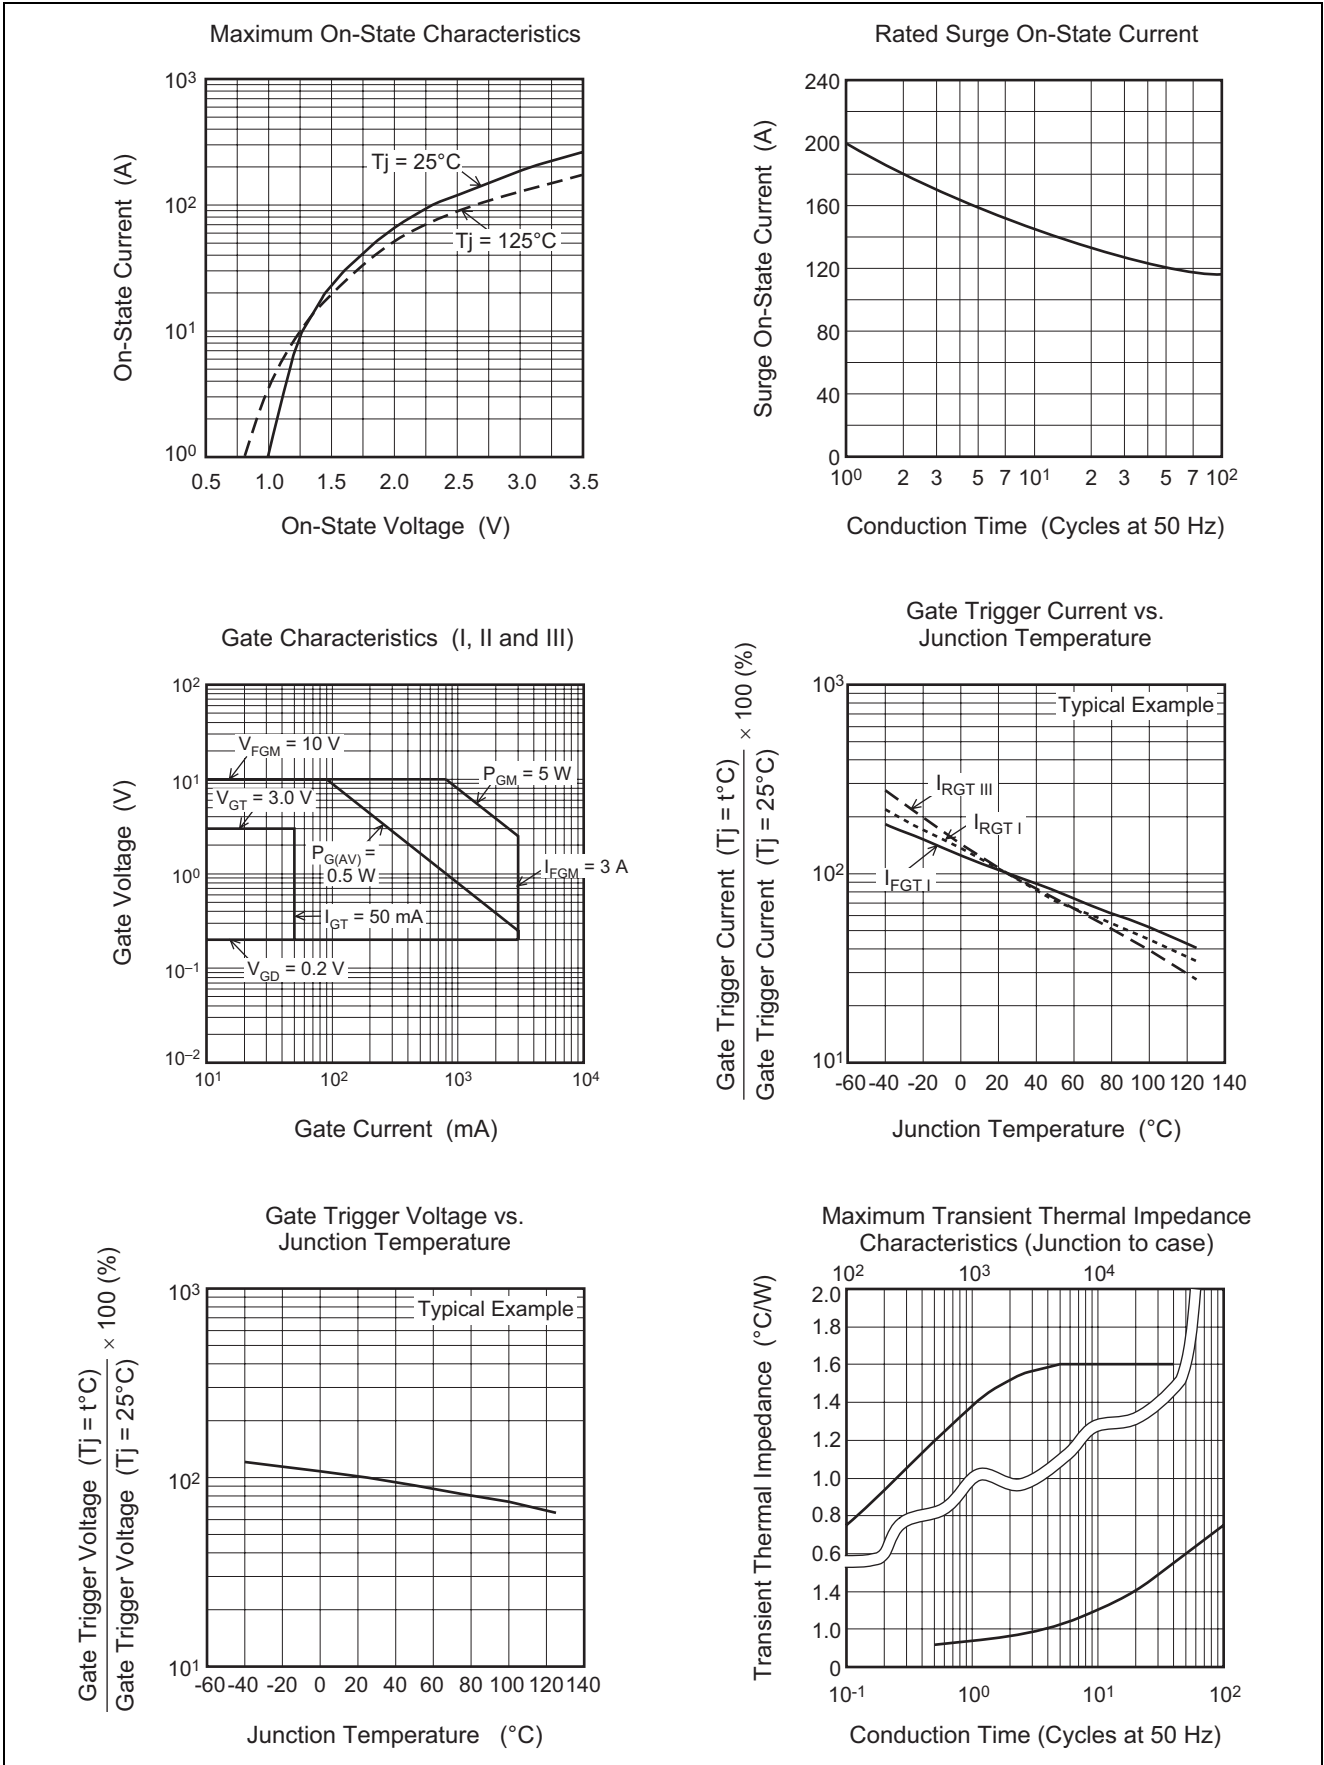 Maximum On-State Characteristics
On-State Current (A)
10³
10²
10¹
10⁰
Tj = 25°C
Tj = 125°C
0.5 1.0 1.5 2.0 2.5 3.0 3.5
On-State Voltage (V)
Rated Surge On-State Current
Surge On-State Current (A)
240
200
160
120
80
40
0
10⁰ 2 3 5 7 10¹ 2 3 5 7 10²
Conduction Time (Cycles at 50 Hz)
Gate Characteristics (I, II and III)
Gate Voltage (V)
10²
10¹
10⁰
10⁻¹
10⁻²
V_FGM = 10 V
P_GM = 5 W
V_GT = 3.0 V
P_G(AV) =
0.5 W
I_FGM = 3 A
I_GT = 50 mA
V_GD = 0.2 V
10¹ 10² 10³ 10⁴
Gate Current (mA)
Gate Trigger Current vs.
Junction Temperature
Gate Trigger Current (Tj = t°C)
Gate Trigger Current (Tj = 25°C)
× 100 (%)
10³
10²
10¹
Typical Example
I_RGT III
I_RGT I
I_FGT I
-60 -40 -20 0 20 40 60 80 100 120 140
Junction Temperature (°C)
Gate Trigger Voltage vs.
Junction Temperature
Gate Trigger Voltage (Tj = t°C)
Gate Trigger Voltage (Tj = 25°C)
× 100 (%)
10³
10²
10¹
Typical Example
-60 -40 -20 0 20 40 60 80 100 120 140
Junction Temperature (°C)
Maximum Transient Thermal Impedance
Characteristics (Junction to case)
Transient Thermal Impedance (°C/W)
10² 10³ 10⁴
2.0
1.8
1.6
1.4
1.2
1.0
0.8
0.6
1.4
1.0
0
10⁻¹ 10⁰ 10¹ 10²
Conduction Time (Cycles at 50 Hz)